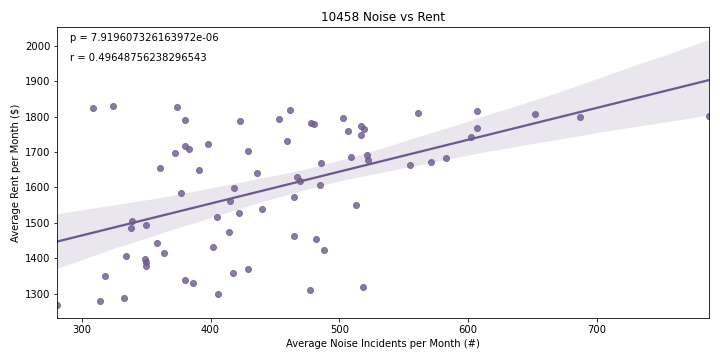 10458 Noise vs Rent
p = 7.919607326163972e-06
r = 0.49648756238296543
2000
1900
1800
1700
1600
1500
1400
1300
Average Rent per Month ($)
300 400 500 600 700
Average Noise Incidents per Month (#)